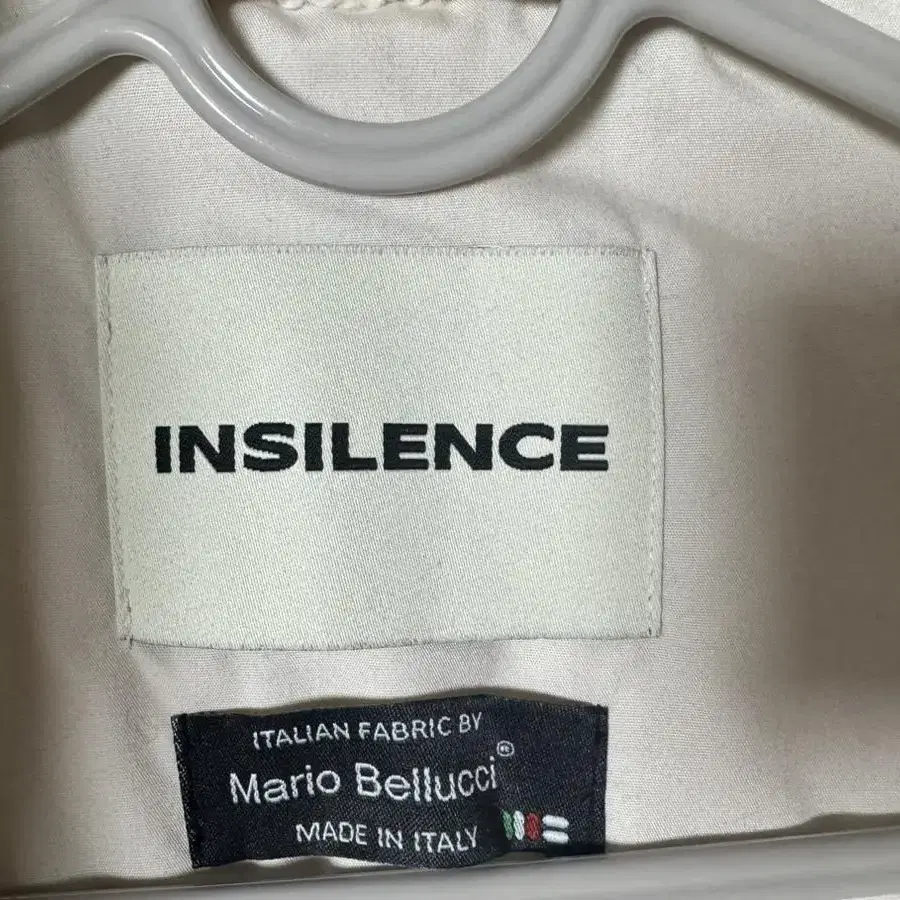 INSILENCE
ITALIAN FABRIC BY
Mario Bellucci®
MADE IN ITALY